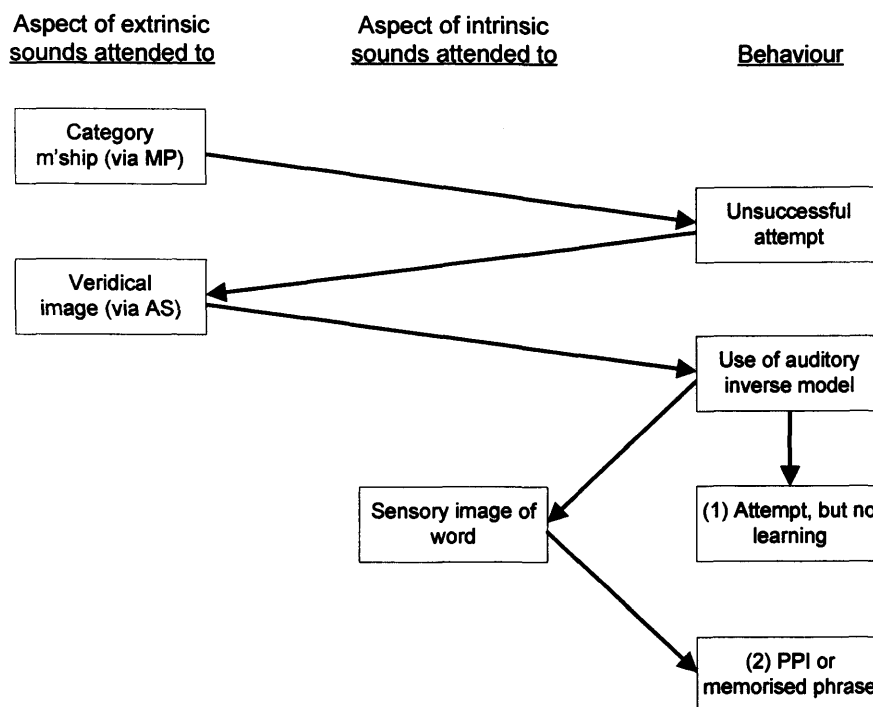 Aspect of extrinsic
sounds attended to
Aspect of intrinsic
sounds attended to
Behaviour
Category
m'ship (via MP)
Unsuccessful
attempt
Veridical
image (via AS)
Use of auditory
inverse model
Sensory image of
word
(1) Attempt, but no
learning
(2) PPI or
memorised phrase